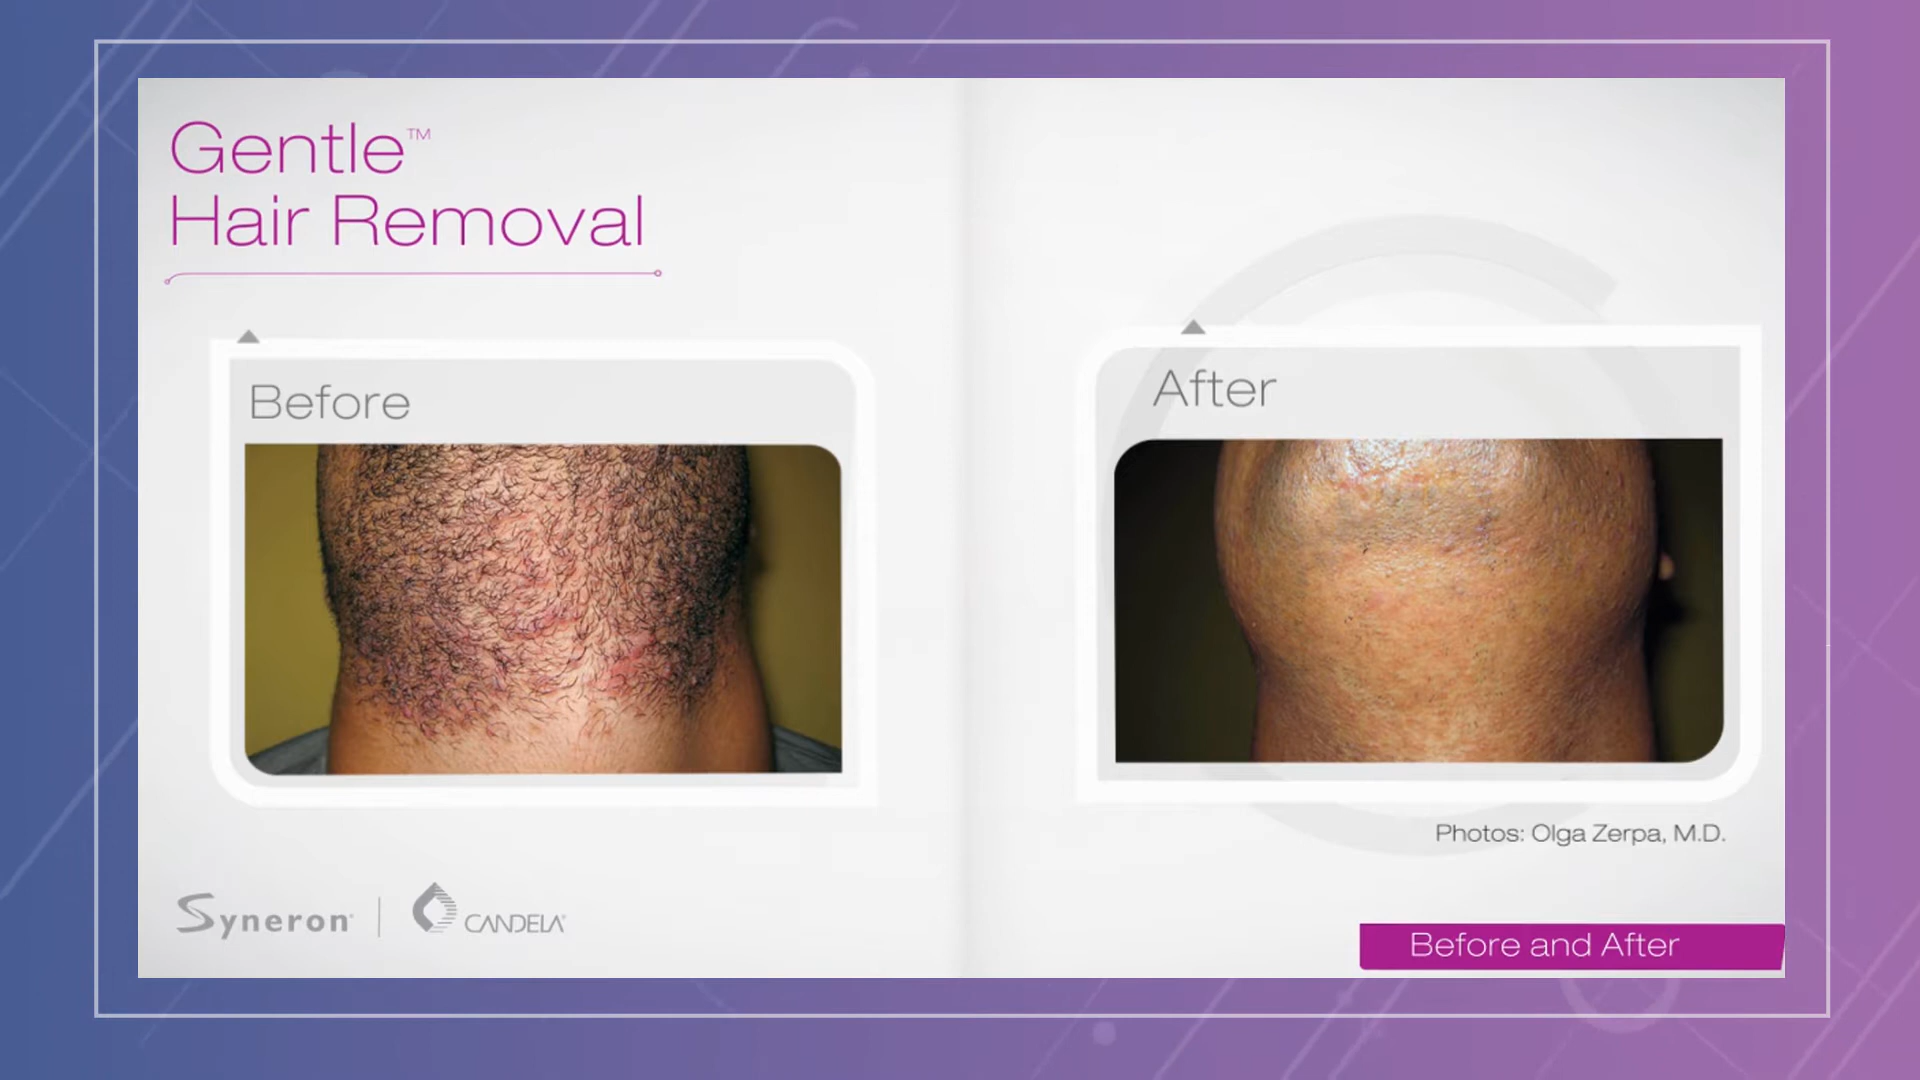 Gentle™
Hair Removal
Before
After
Photos: Olga Zerpa, M.D.
Syneron®
CANDELA®
Before and After